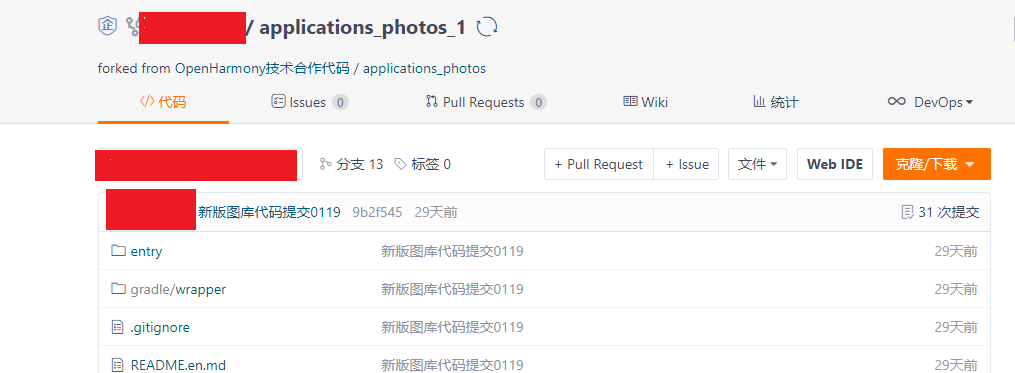 企 / applications_photos_1
forked from OpenHarmony技术合作代码 / applications_photos
</> 代码 Issues 0 Pull Requests 0 Wiki 统计 DevOps
分支 13 标签 0 + Pull Request + Issue 文件 Web IDE 克隆/下载
新版图库代码提交0119 9b2f545 29天前 31 次提交
entry 新版图库代码提交0119 29天前
gradle/wrapper 新版图库代码提交0119 29天前
.gitignore 新版图库代码提交0119 29天前
README.en.md 新版图库代码提交0119 29天前